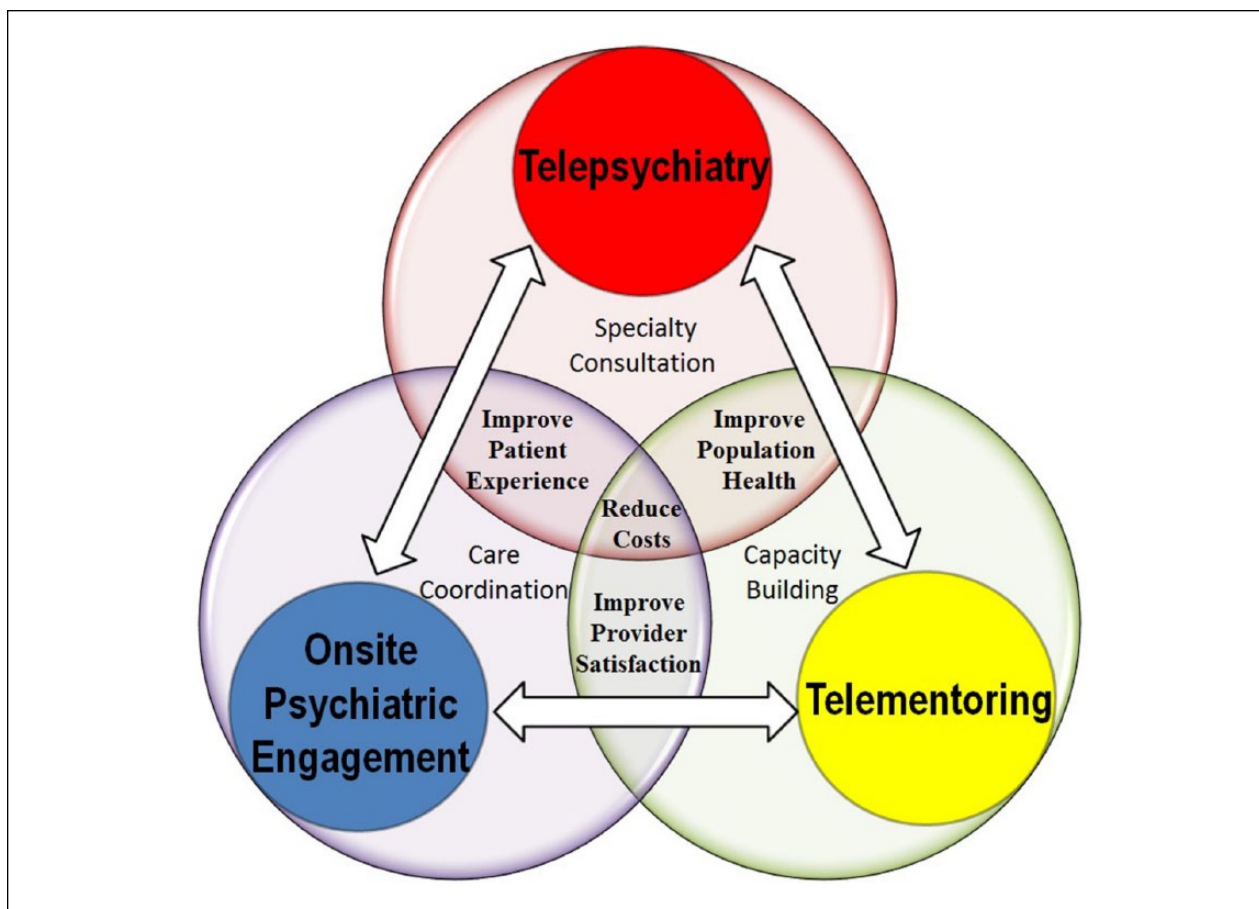 Telepsychiatry
Specialty
Consultation
Improve
Patient
Experience
Improve
Population
Health
Reduce
Costs
Care
Coordination
Capacity
Building
Improve
Provider
Satisfaction
Onsite
Psychiatric
Engagement
Telementoring